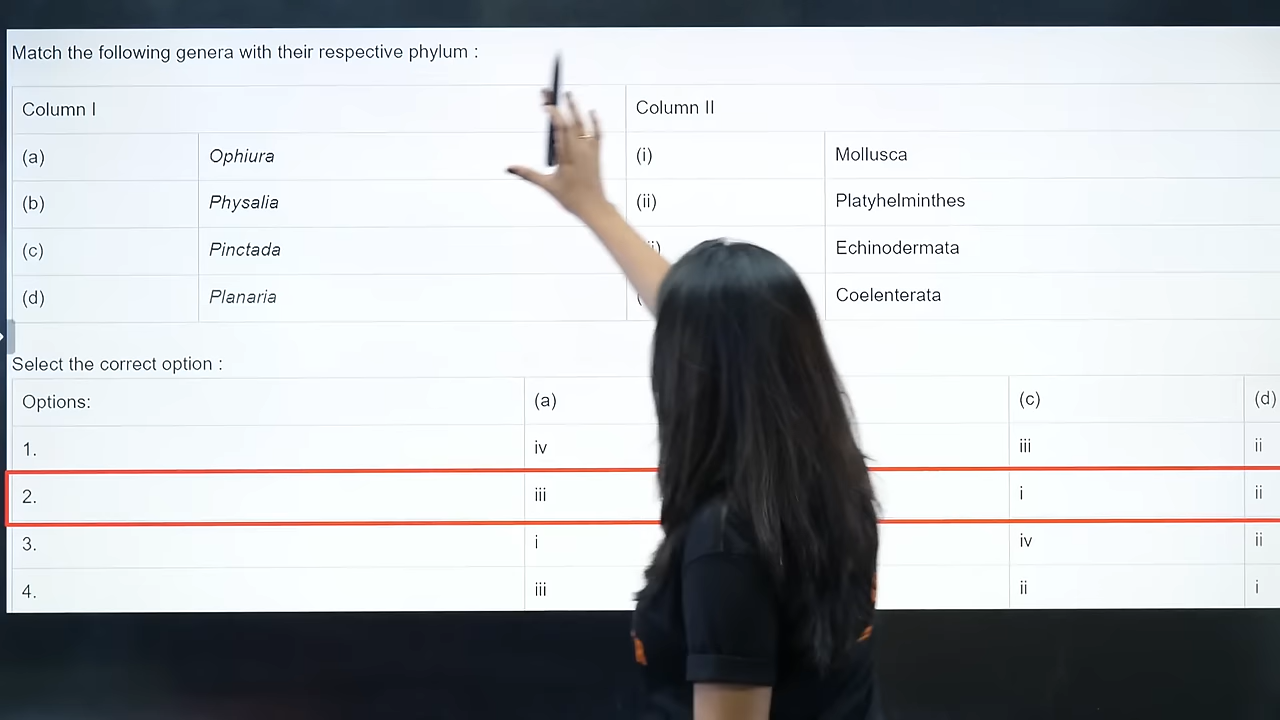 Match the following genera with their respective phylum :
Column I Column II
(a) Ophiura (i) Mollusca
(b) Physalia (ii) Platyhelminthes
(c) Pinctada Echinodermata
(d) Planaria Coelenterata
Select the correct option :
Options: (a) (c) (d)
1. iv iii ii
2. iii i ii
3. i iv ii
4. iii ii i